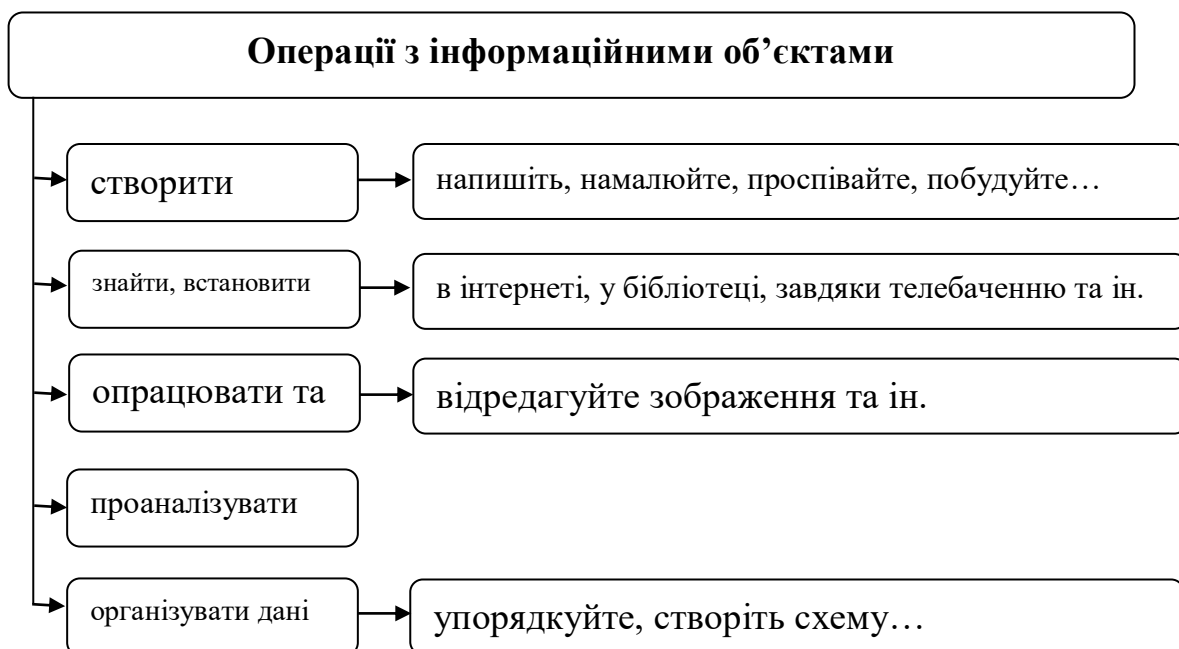 Операції з інформаційними об’єктами
створити
напишіть, намалюйте, проспівайте, побудуйте…
знайти, встановити
в інтернеті, у бібліотеці, завдяки телебаченню та ін.
опрацювати та
відредагуйте зображення та ін.
проаналізувати
організувати дані
упорядкуйте, створіть схему…